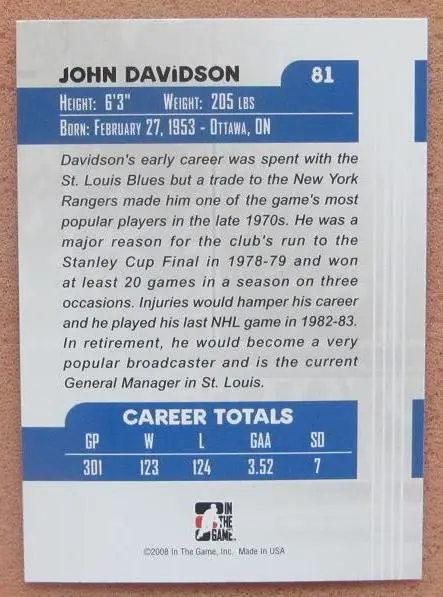 JOHN DAVIDSON 81
HEIGHT: 6'3" WEIGHT: 205 LBS
BORN: FEBRUARY 27, 1953 - OTTAWA, ON
Davidson's early career was spent with the
St. Louis Blues but a trade to the New York
Rangers made him one of the game's most
popular players in the late 1970s. He was a
major reason for the club's run to the
Stanley Cup Final in 1978-79 and won
at least 20 games in a season on three
occasions. Injuries would hamper his career
and he played his last NHL game in 1982-83.
In retirement, he would become a very
popular broadcaster and is the current
General Manager in St. Louis.
CAREER TOTALS
GP W L GAA SO
301 123 124 3.52 7
IN
THE
GAME
©2008 In The Game, Inc. Made in USA